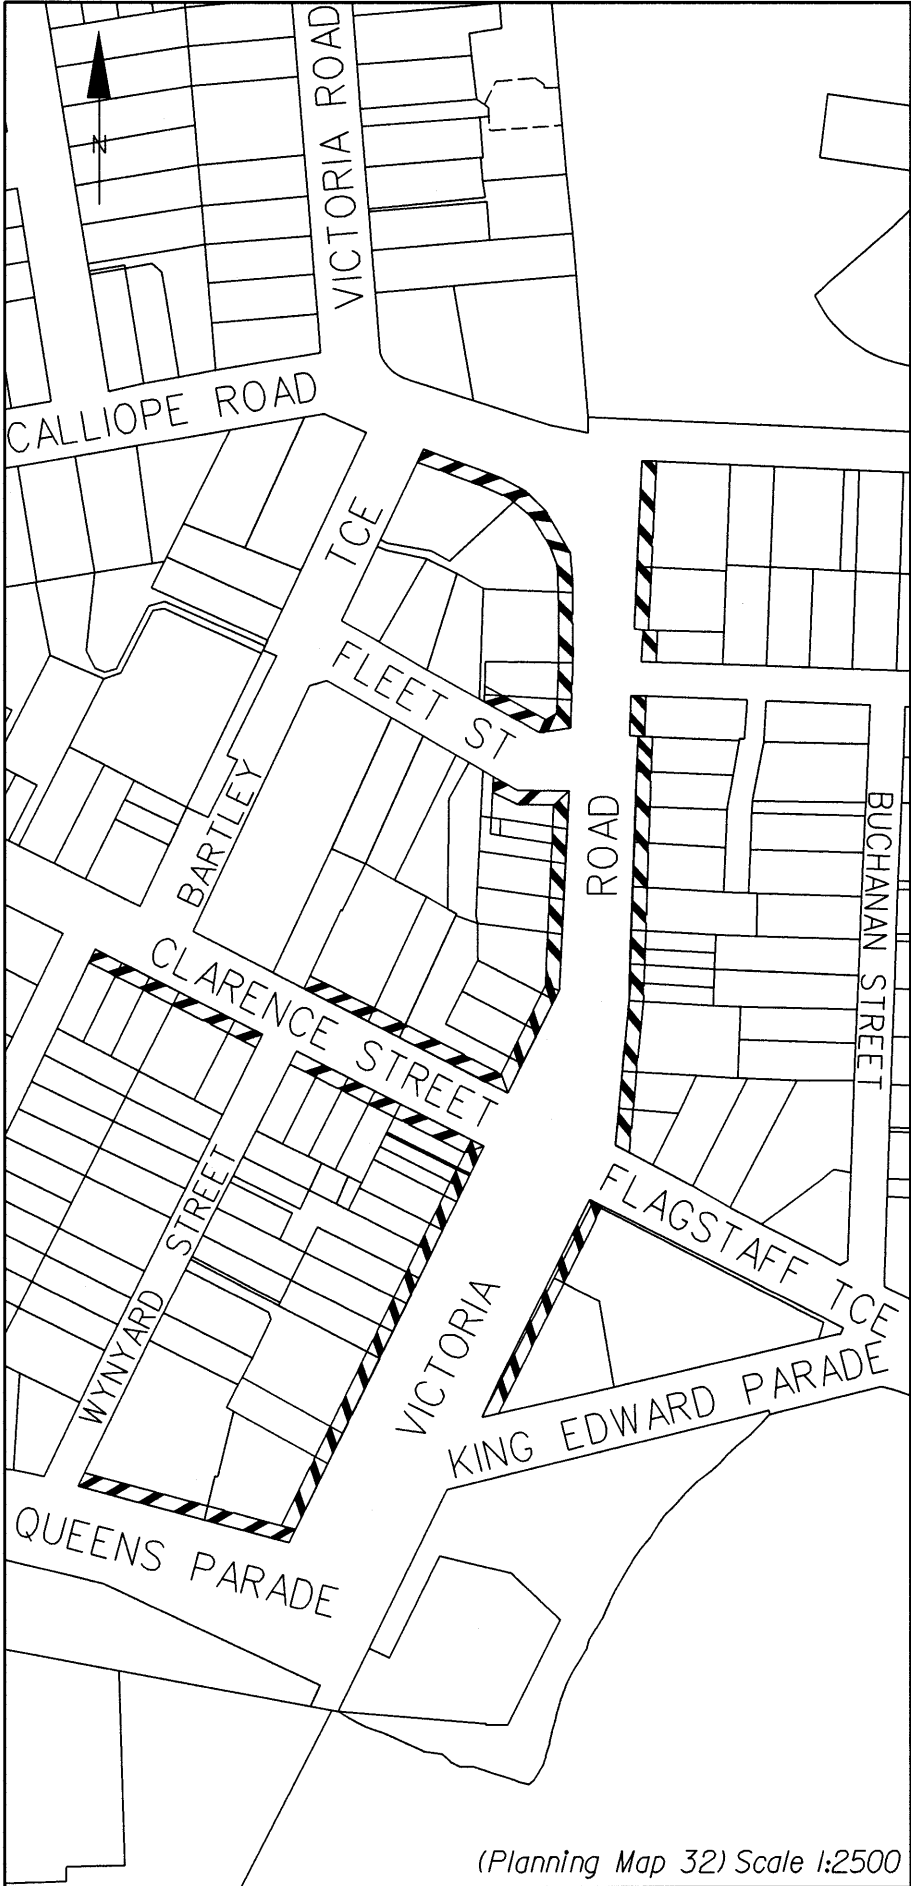 VICTORIA ROAD
N
CALLIOPE ROAD
TCE
FLEET ST
BARTLEY
ROAD
BUCHANAN STREET
CLARENCE STREET
WYNYARD STREET
FLAGSTAFF TCE
VICTORIA
KING EDWARD PARADE
QUEENS PARADE
(Planning Map 32) Scale 1:2500